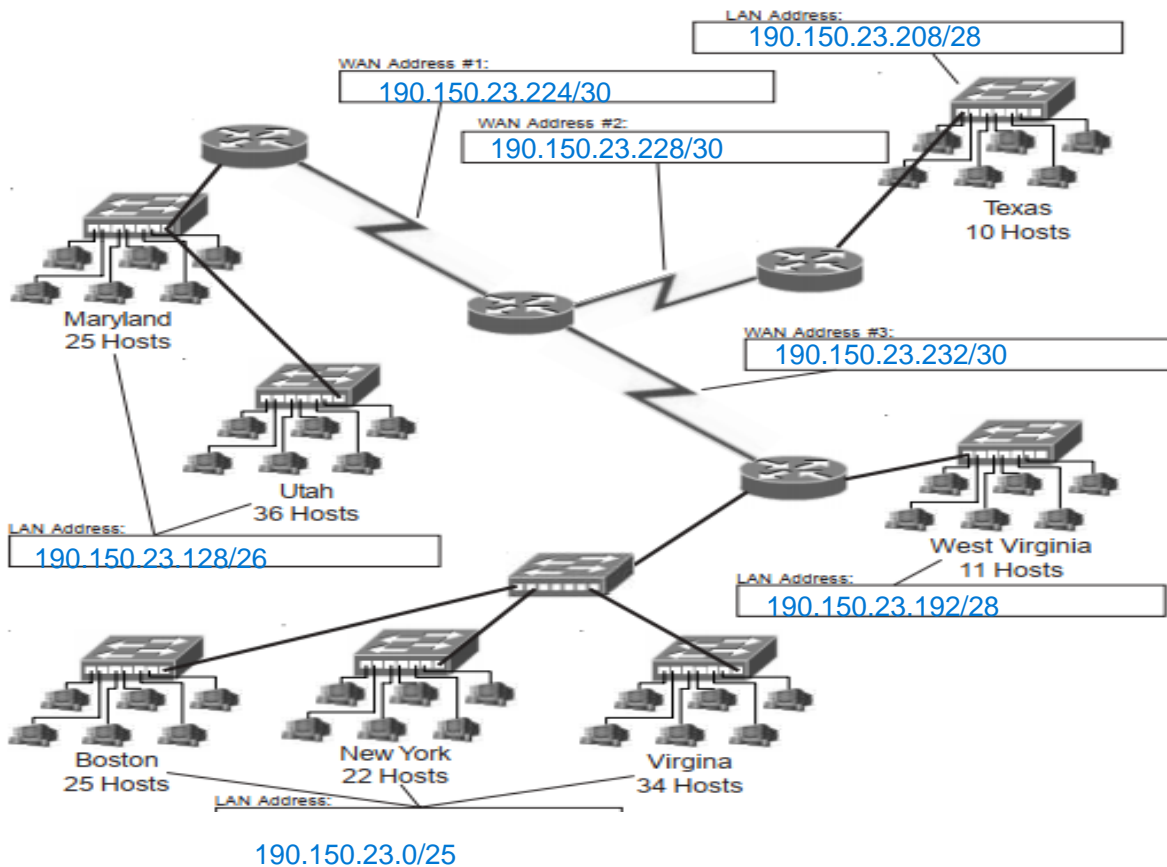 LAN Address:
190.150.23.208/28
WAN Address #1:
190.150.23.224/30
WAN Address #2:
190.150.23.228/30
Texas
10 Hosts
Maryland
25 Hosts
WAN Address #3:
190.150.23.232/30
Utah
36 Hosts
LAN Address:
190.150.23.128/26
West Virginia
11 Hosts
LAN Address:
190.150.23.192/28
Boston
25 Hosts
New York
22 Hosts
Virgina
34 Hosts
LAN Address:
190.150.23.0/25